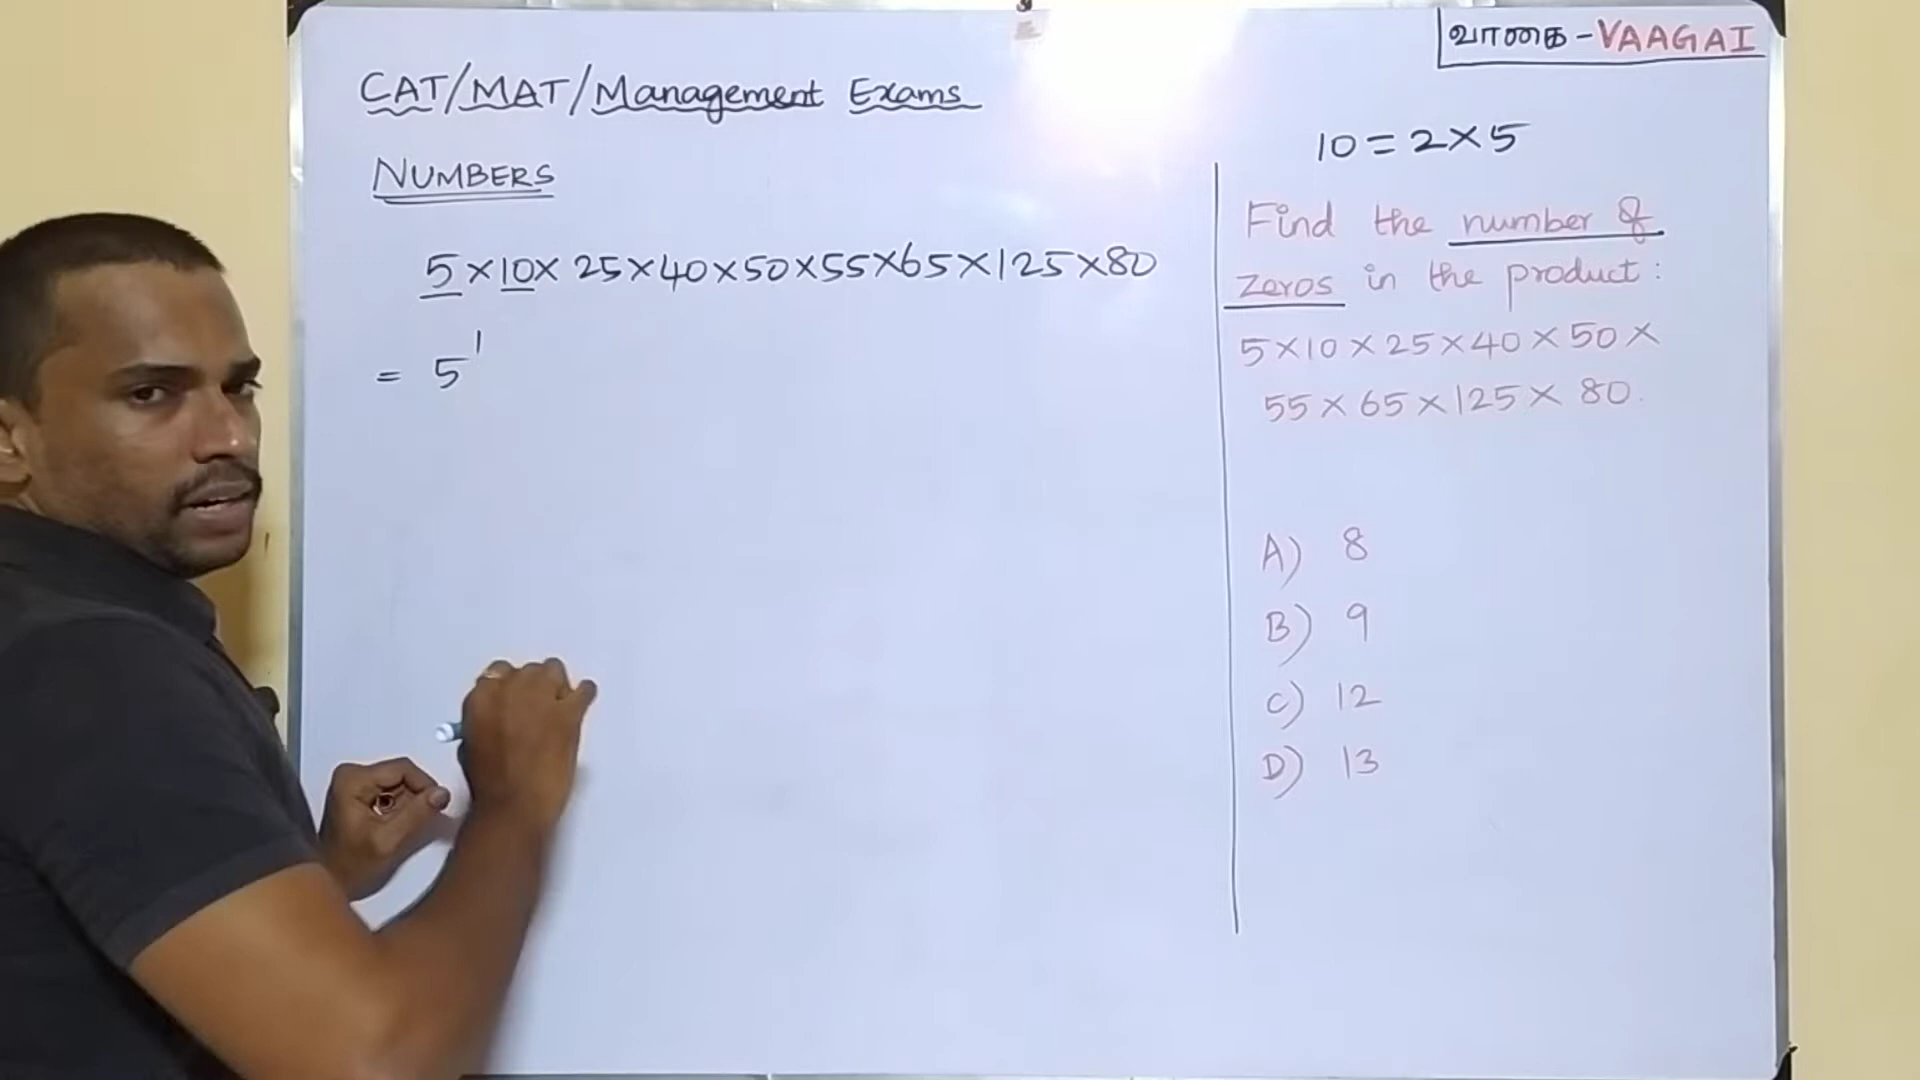 வாகை - VAAGAI
CAT/MAT/Management Exams
NUMBERS
5 × 10 × 25 × 40 × 50 × 55 × 65 × 125 × 80
= 5¹
10 = 2 × 5
Find the number of
zeros in the product :
5 × 10 × 25 × 40 × 50 ×
55 × 65 × 125 × 80.
A) 8
B) 9
C) 12
D) 13